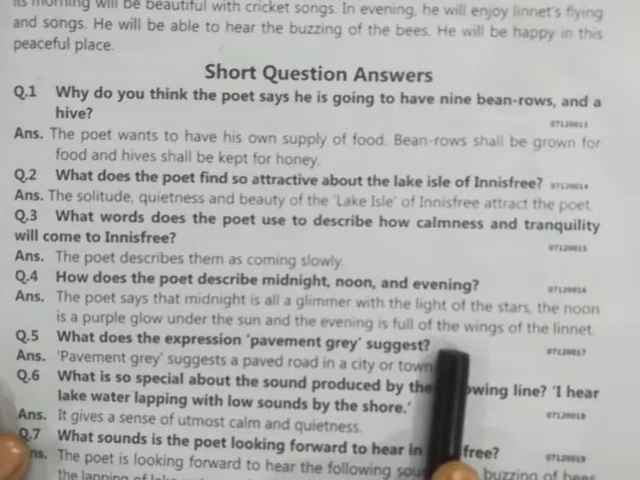 its morning will be beautiful with cricket songs. In evening, he will enjoy linnet's flying
and songs. He will be able to hear the buzzing of the bees. He will be happy in this
peaceful place.
Short Question Answers
Q.1 Why do you think the poet says he is going to have nine bean-rows, and a
hive? 07120013
Ans. The poet wants to have his own supply of food. Bean-rows shall be grown for
food and hives shall be kept for honey.
Q.2 What does the poet find so attractive about the lake isle of Innisfree? 07120014
Ans. The solitude, quietness and beauty of the 'Lake Isle' of Innisfree attract the poet.
Q.3 What words does the poet use to describe how calmness and tranquility
will come to Innisfree? 07120015
Ans. The poet describes them as coming slowly.
Q.4 How does the poet describe midnight, noon, and evening? 07120016
Ans. The poet says that midnight is all a glimmer with the light of the stars, the noon
is a purple glow under the sun and the evening is full of the wings of the linnet.
Q.5 What does the expression 'pavement grey' suggest? 07120017
Ans. 'Pavement grey' suggests a paved road in a city or town
Q.6 What is so special about the sound produced by the owing line? 'I hear
lake water lapping with low sounds by the shore.' 07120018
Ans. It gives a sense of utmost calm and quietness.
Q.7 What sounds is the poet looking forward to hear in free? 07120019
ns. The poet is looking forward to hear the following sou buzzing of bees
the lapping of